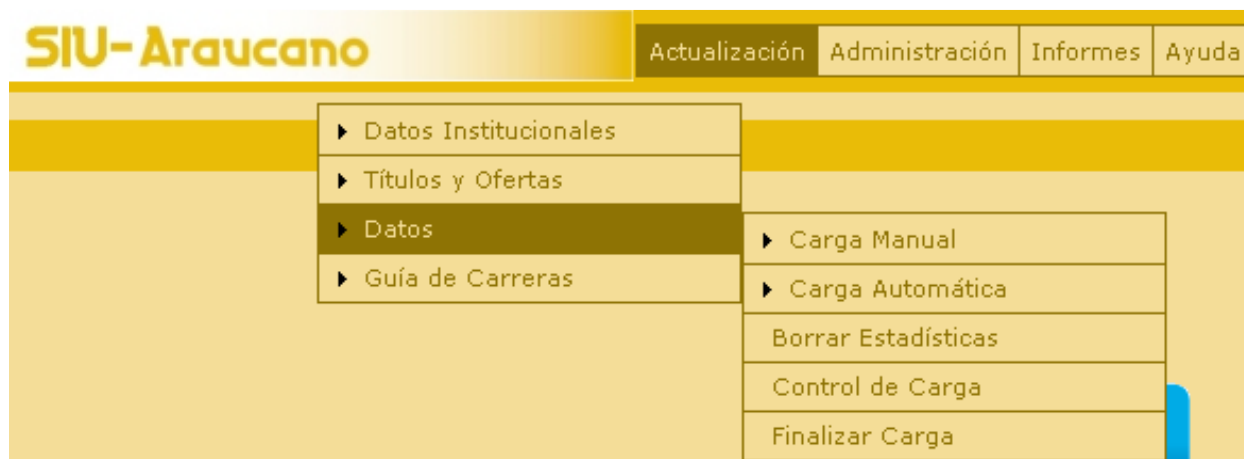 SIU-Araucano
Actualización Administración Informes Ayuda
Datos Institucionales
Títulos y Ofertas
Datos
Guía de Carreras
Carga Manual
Carga Automática
Borrar Estadísticas
Control de Carga
Finalizar Carga